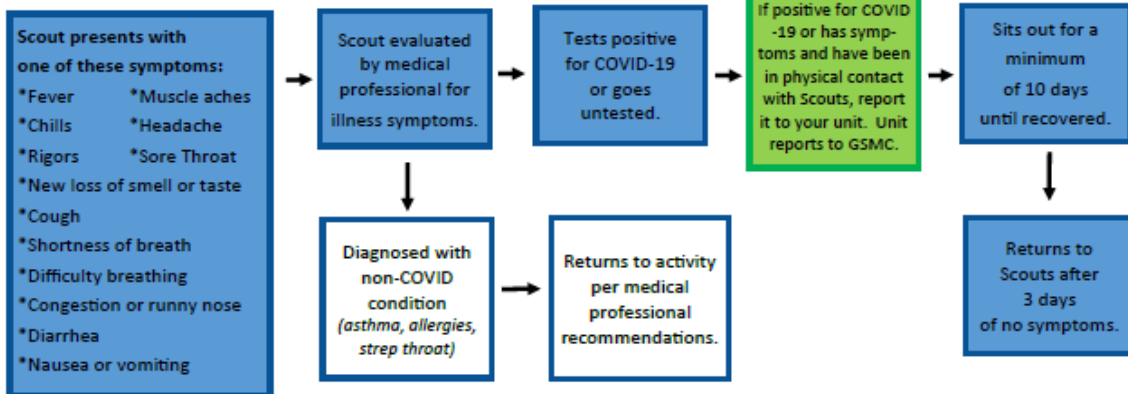 Scout presents with
one of these symptoms:
*Fever *Muscle aches
*Chills *Headache
*Rigors *Sore Throat
*New loss of smell or taste
*Cough
*Shortness of breath
*Difficulty breathing
*Congestion or runny nose
*Diarrhea
*Nausea or vomiting
Scout evaluated
by medical
professional for
illness symptoms.
Tests positive
for COVID-19
or goes
untested.
If positive for COVID
-19 or has symp-
toms and have been
in physical contact
with Scouts, report
it to your unit. Unit
reports to GSMC.
Sits out for a
minimum
of 10 days
until recovered.
Diagnosed with
non-COVID
condition
(asthma, allergies,
strep throat)
Returns to activity
per medical
professional
recommendations.
Returns to
Scouts after
3 days
of no symptoms.